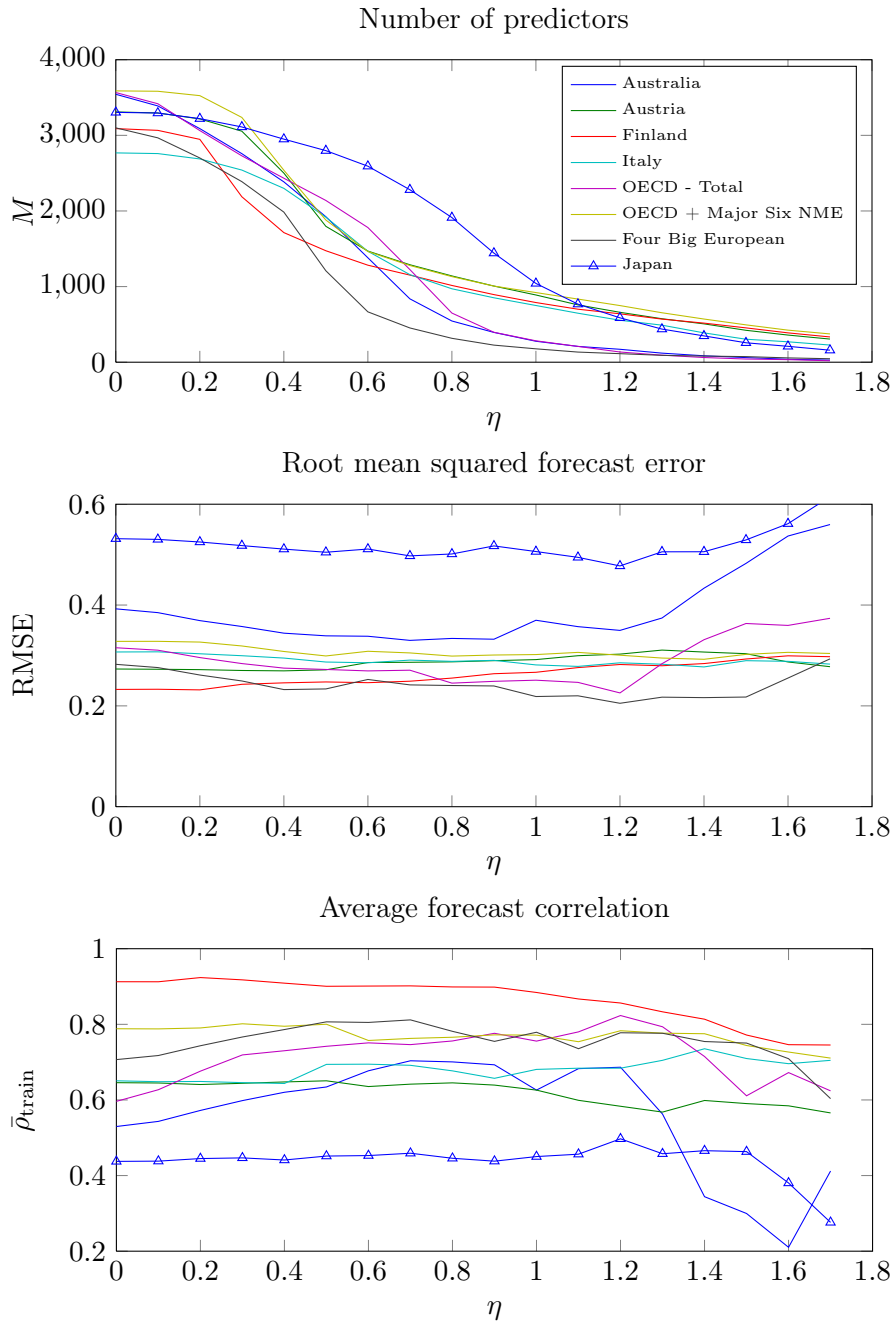 Number of predictors
4,000
3,000
2,000
1,000
0
M
0 0.2 0.4 0.6 0.8 1 1.2 1.4 1.6 1.8
η
Australia
Austria
Finland
Italy
OECD - Total
OECD + Major Six NME
Four Big European
Japan
Root mean squared forecast error
0.6
0.4
0.2
0
RMSE
0 0.2 0.4 0.6 0.8 1 1.2 1.4 1.6 1.8
η
Average forecast correlation
1
0.8
0.6
0.4
0.2
ρ̄train
0 0.2 0.4 0.6 0.8 1 1.2 1.4 1.6 1.8
η